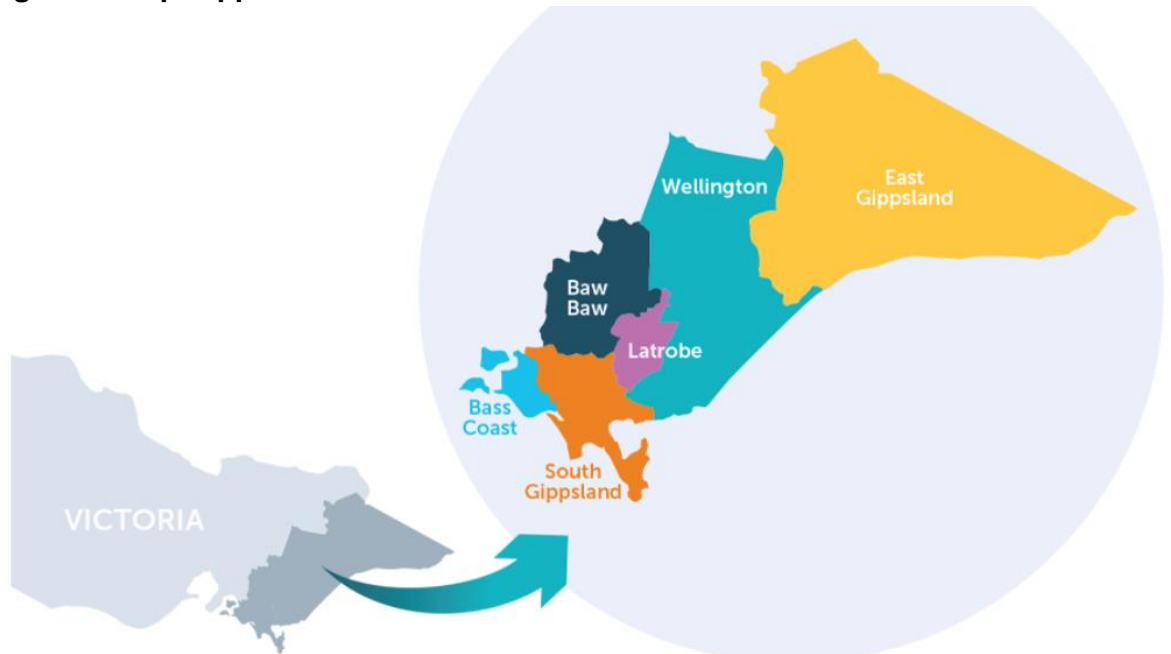 Wellington
East
Gippsland
Baw
Baw
Latrobe
Bass
Coast
South
Gippsland
VICTORIA